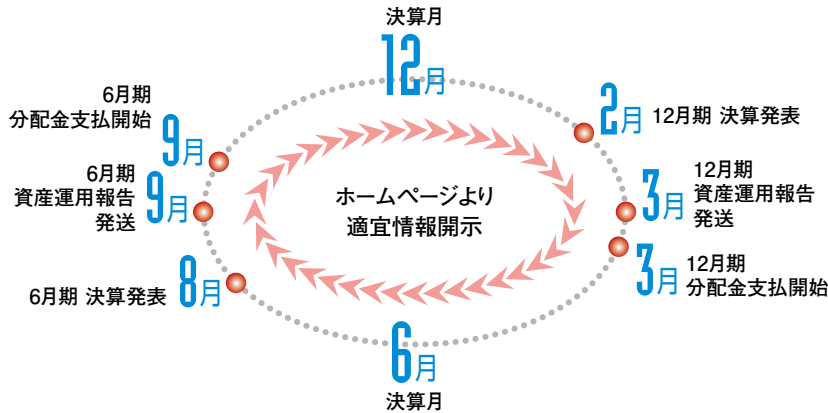 決算月
12月
2月 12月期 決算発表
3月 12月期
資産運用報告
発送
3月 12月期
分配金支払開始
6月
決算月
6月期 決算発表 8月
6月期
資産運用報告
発送
9月
6月期
分配金支払開始
9月
ホームページより
適宜情報開示